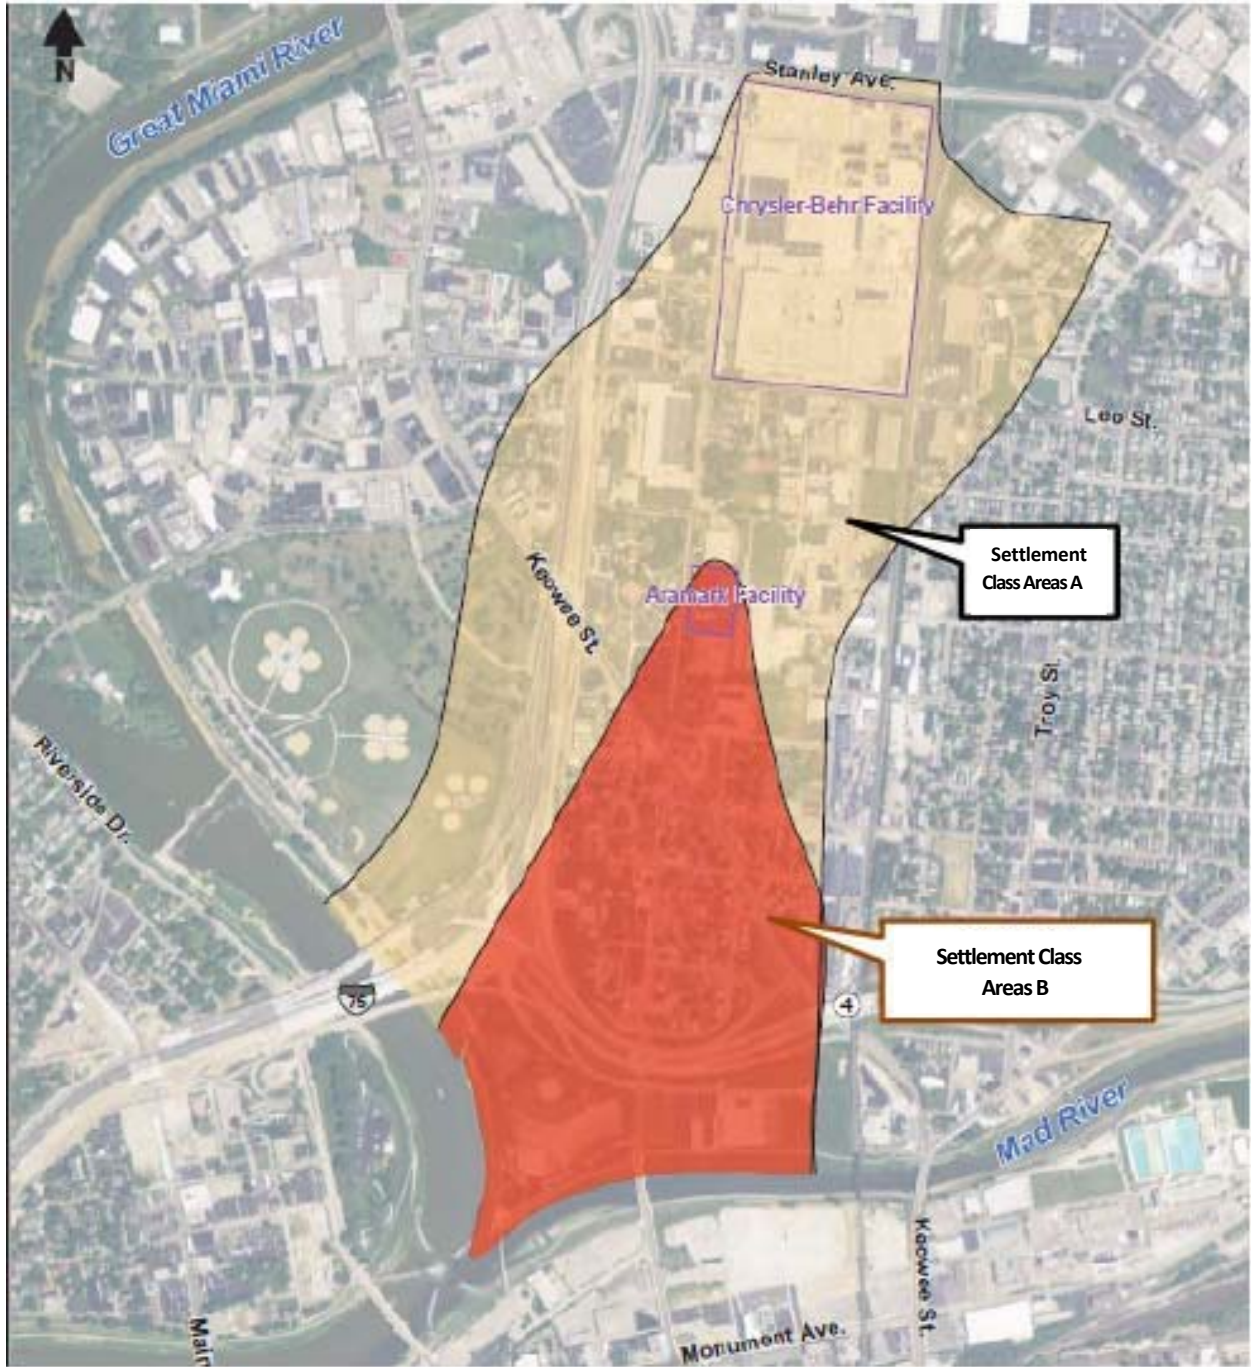 N
Great Miami River
Stanley Ave.
Chrysler-Behr Facility
Leo St.
Settlement
Class Areas A
Keowee St.
Aramark Facility
Troy St.
Riverside Dr.
Settlement Class
Areas B
75
4
Mad River
Keowee St.
Main
Monument Ave.